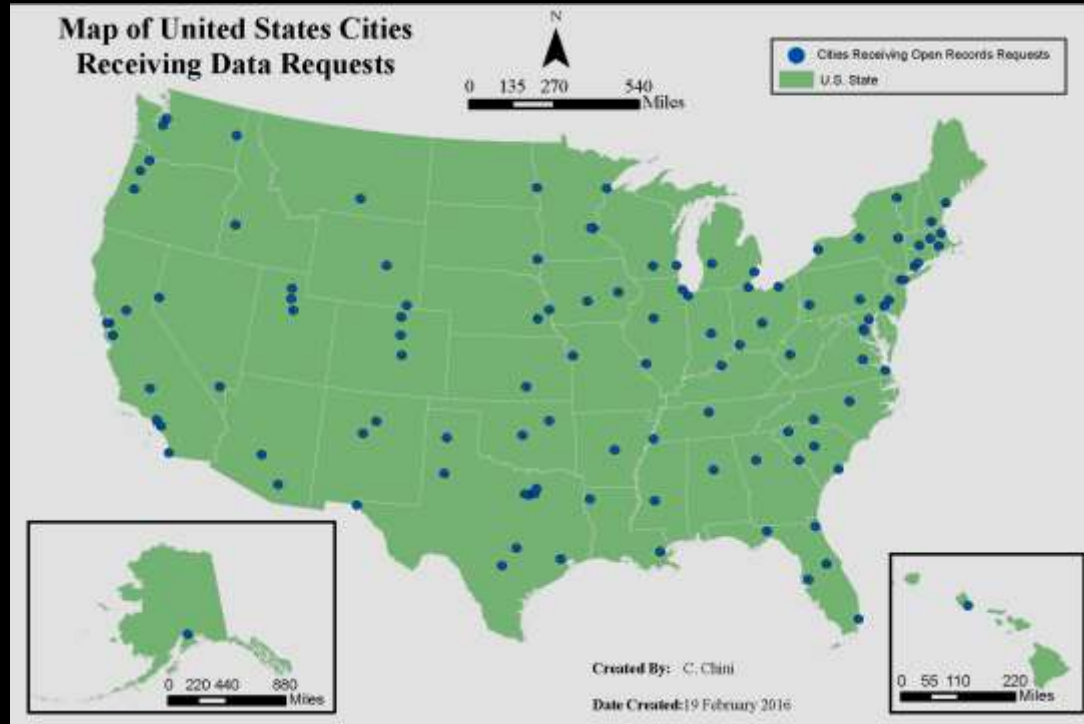 Map of United States Cities
Receiving Data Requests
N
0 135 270 540
Miles
Cities Receiving Open Records Requests
U.S. State
0 220 440 880
Miles
Created By: C. Chini
Date Created:19 February 2016
0 55 110 220
Miles